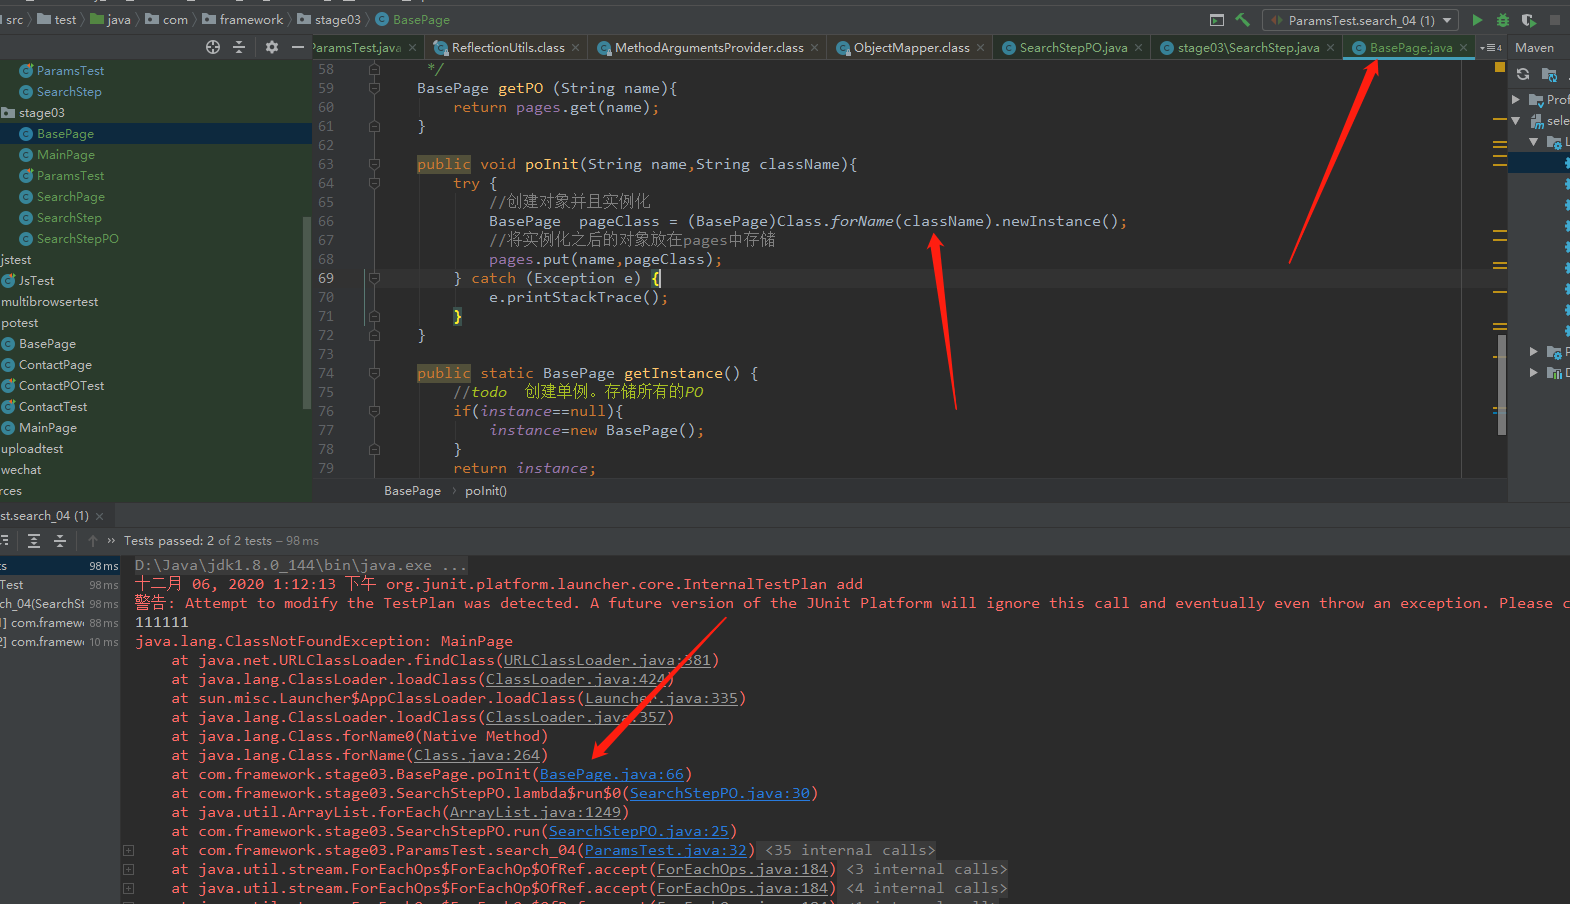 src test java com framework stage03 BasePage
ParamsTest.search_04 (1)
ParamsTest.java ReflectionUtils.class MethodArgumentsProvider.class ObjectMapper.class SearchStepPO.java stage03\SearchStep.java BasePage.java 4 Maven
ParamsTest
SearchStep
stage03
BasePage
MainPage
ParamsTest
SearchPage
SearchStep
SearchStepPO
jstest
JsTest
multibrowsertest
potest
BasePage
ContactPage
ContactPOTest
ContactTest
MainPage
uploadtest
wechat
rces
58 */
59 BasePage getPO (String name){
60 return pages.get(name);
61 }
62
63 public void poInit(String name,String className){
64 try {
65 //创建对象并且实例化
66 BasePage  pageClass = (BasePage)Class.forName(className).newInstance();
67 //将实例化之后的对象放在pages中存储
68 pages.put(name,pageClass);
69 } catch (Exception e) {
70 e.printStackTrace();
71 }
72 }
73
74 public static BasePage getInstance() {
75 //todo  创建单例。存储所有的PO
76 if(instance==null){
77 instance=new BasePage();
78 }
79 return instance;
BasePage poInit()
Prof
sele
L
P
D
st.search_04 (1)
Tests passed: 2 of 2 tests – 98 ms
ts 98 ms
Test 98 ms
rch_04(SearchSt 98 ms
1] com.framewo 88 ms
2] com.framewo 10 ms
D:\Java\jdk1.8.0_144\bin\java.exe ...
十二月 06, 2020 1:12:13 下午 org.junit.platform.launcher.core.InternalTestPlan add
警告: Attempt to modify the TestPlan was detected. A future version of the JUnit Platform will ignore this call and eventually even throw an exception. Please c
111111
java.lang.ClassNotFoundException: MainPage
at java.net.URLClassLoader.findClass(URLClassLoader.java:381)
at java.lang.ClassLoader.loadClass(ClassLoader.java:424)
at sun.misc.Launcher$AppClassLoader.loadClass(Launcher.java:335)
at java.lang.ClassLoader.loadClass(ClassLoader.java:357)
at java.lang.Class.forName0(Native Method)
at java.lang.Class.forName(Class.java:264)
at com.framework.stage03.BasePage.poInit(BasePage.java:66)
at com.framework.stage03.SearchStepPO.lambda$run$0(SearchStepPO.java:30)
at java.util.ArrayList.forEach(ArrayList.java:1249)
at com.framework.stage03.SearchStepPO.run(SearchStepPO.java:25)
at com.framework.stage03.ParamsTest.search_04(ParamsTest.java:32) <35 internal calls>
at java.util.stream.ForEachOps$ForEachOp$OfRef.accept(ForEachOps.java:184) <3 internal calls>
at java.util.stream.ForEachOps$ForEachOp$OfRef.accept(ForEachOps.java:184) <4 internal calls>